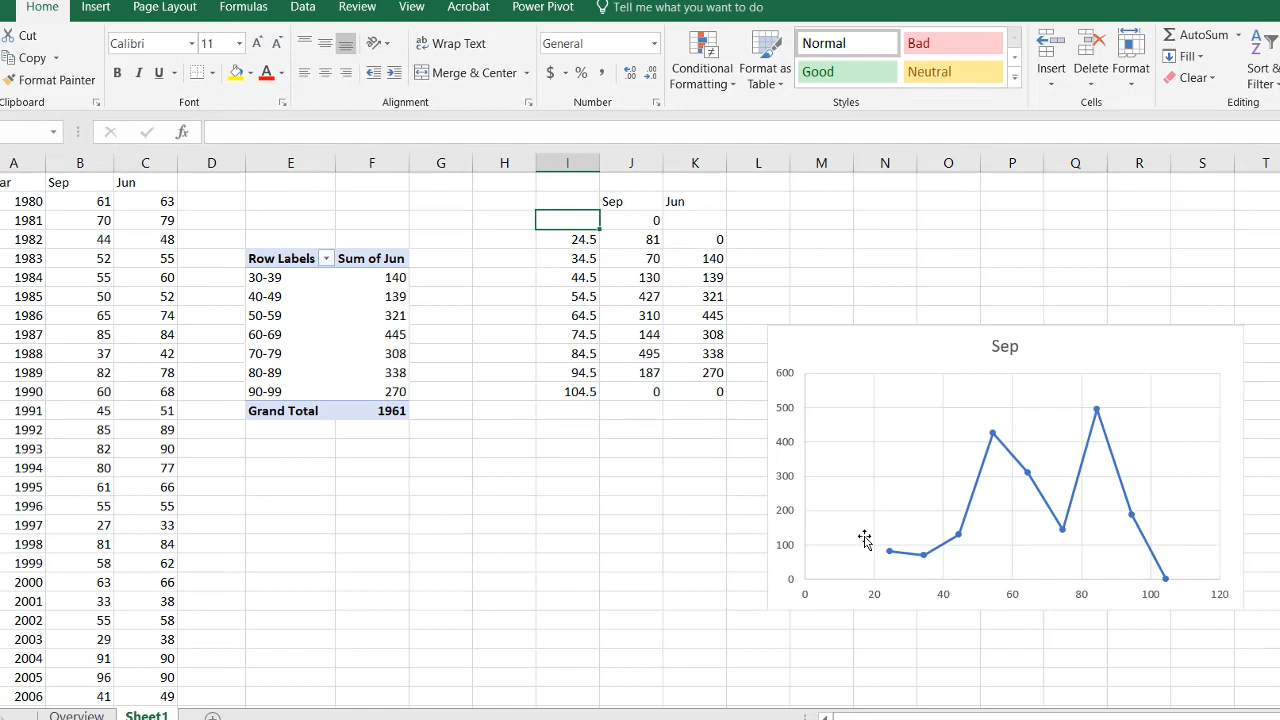 Home Insert Page Layout Formulas Data Review View Acrobat Power Pivot Tell me what you want to do
Cut
Copy
Format Painter
Clipboard
Calibri 11
B I U
Font
Wrap Text
Merge & Center
Alignment
General
$ % ,
Number
Conditional Formatting
Format as Table
Normal Bad
Good Neutral
Styles
Insert Delete Format
Cells
AutoSum
Fill
Clear
Sort &
Filter
Editing
fx
A B C D E F G H I J K L M N O P Q R S T
ar Sep Jun
1980 61 63 Sep Jun
1981 70 79 0
1982 44 48 24.5 81 0
1983 52 55 Row Labels Sum of Jun 34.5 70 140
1984 55 60 30-39 140 44.5 130 139
1985 50 52 40-49 139 54.5 427 321
1986 65 74 50-59 321 64.5 310 445
1987 85 84 60-69 445 74.5 144 308
1988 37 42 70-79 308 84.5 495 338
1989 82 78 80-89 338 94.5 187 270
1990 60 68 90-99 270 104.5 0 0
1991 45 51 Grand Total 1961
1992 85 89
1993 82 90
1994 80 77
1995 61 66
1996 55 55
1997 27 33
1998 81 84
1999 58 62
2000 63 66
2001 33 38
2002 55 58
2003 29 38
2004 91 90
2005 96 90
2006 41 49
Sep
600
500
400
300
200
100
0
0 20 40 60 80 100 120
Overview Sheet1